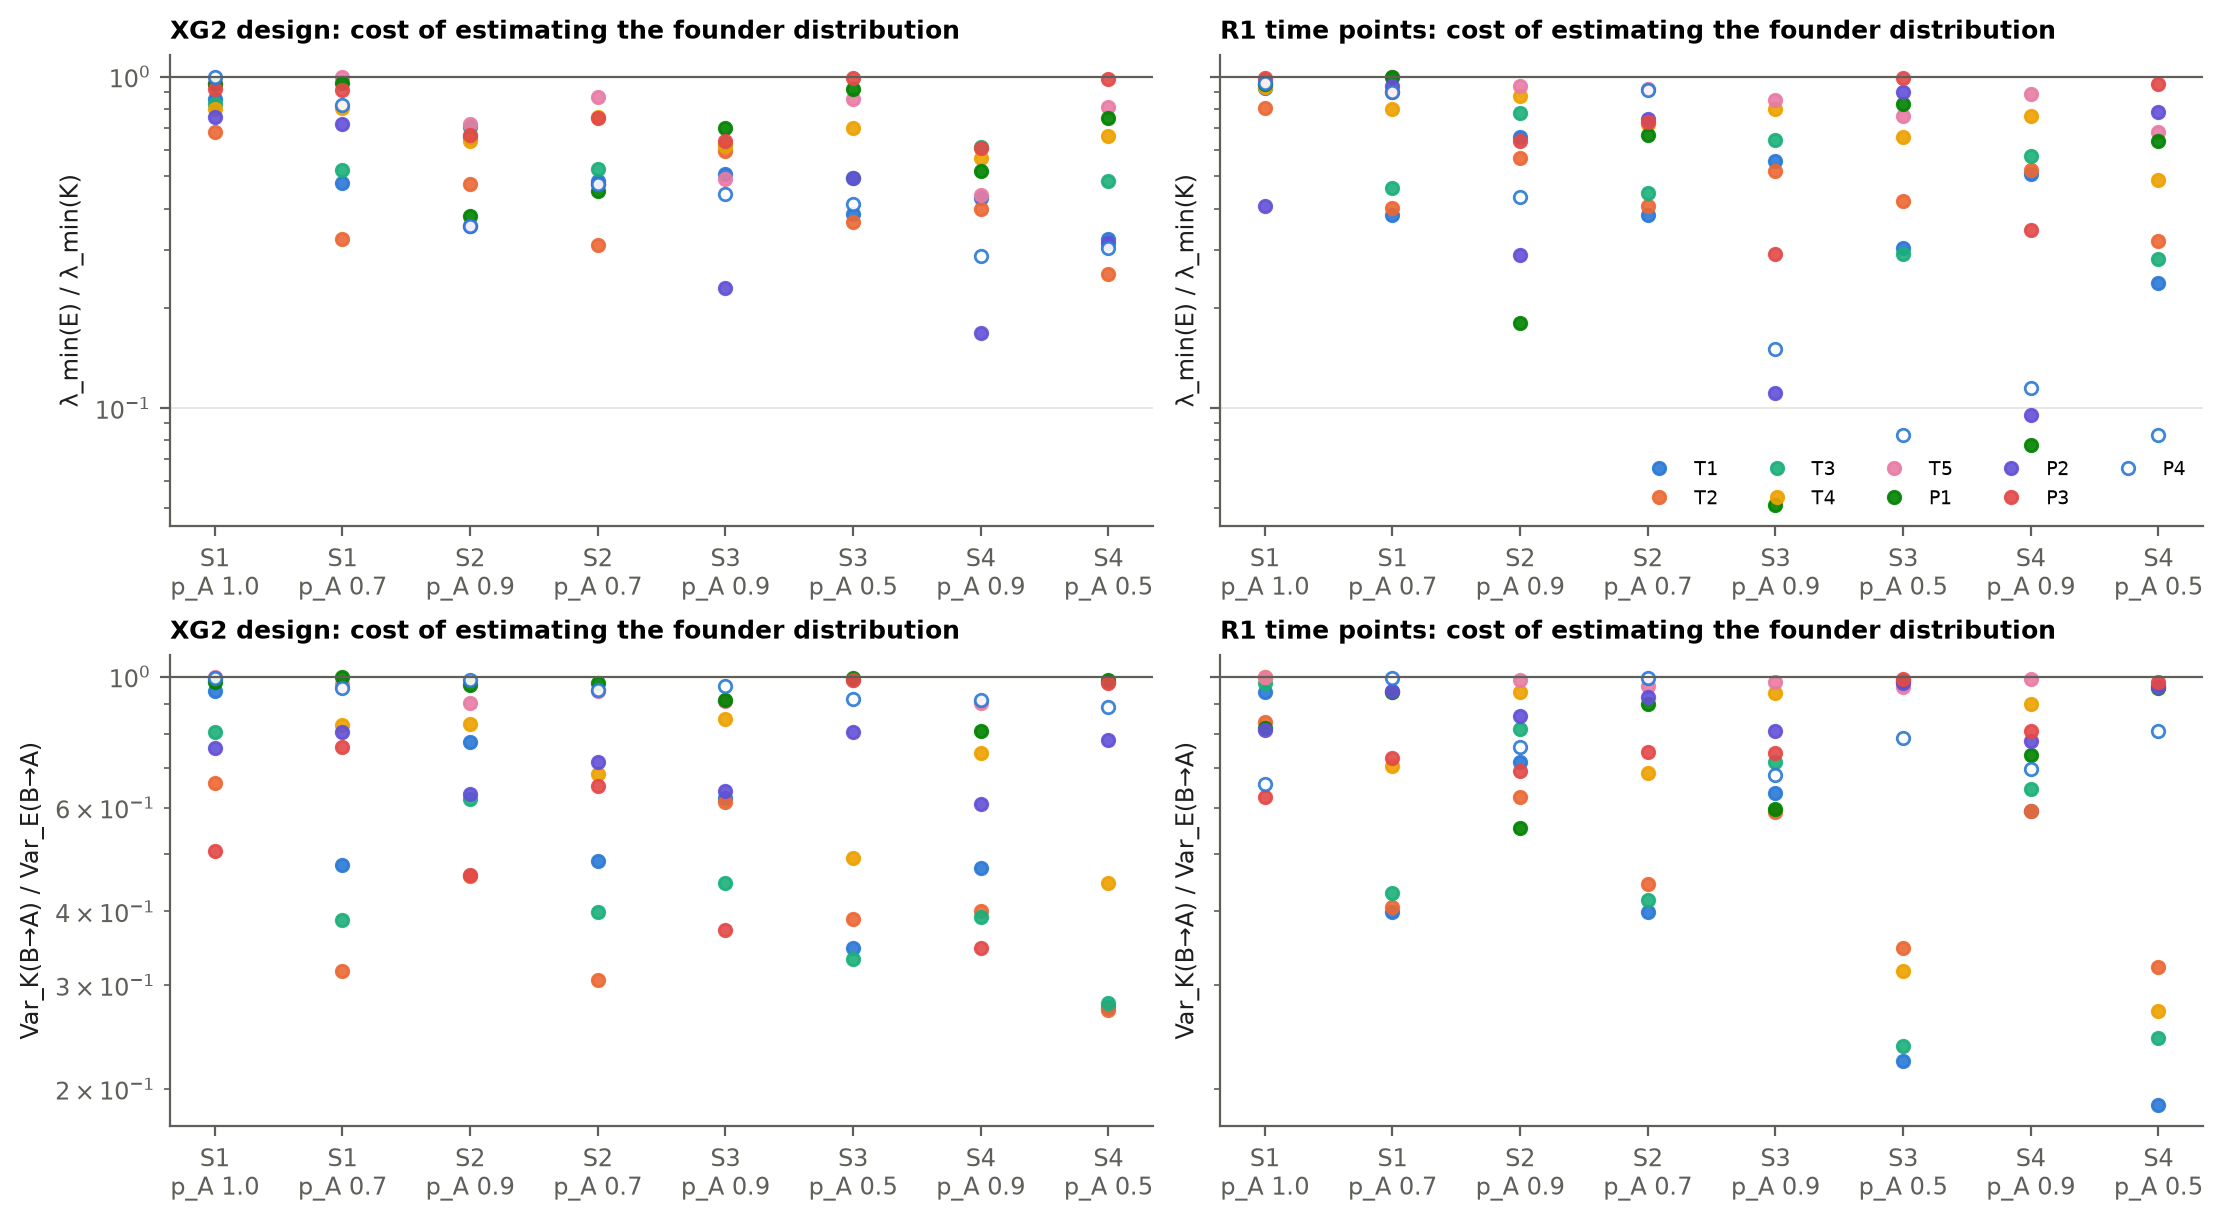 XG2 design: cost of estimating the founder distribution
λ_min(E) / λ_min(K)
10⁰
10⁻¹
S1 S1 S2 S2 S3 S3 S4 S4
p_A 1.0 p_A 0.7 p_A 0.9 p_A 0.7 p_A 0.9 p_A 0.5 p_A 0.9 p_A 0.5
R1 time points: cost of estimating the founder distribution
λ_min(E) / λ_min(K)
T1 T3 T5 P2 P4
T2 T4 P1 P3
S1 S1 S2 S2 S3 S3 S4 S4
p_A 1.0 p_A 0.7 p_A 0.9 p_A 0.7 p_A 0.9 p_A 0.5 p_A 0.9 p_A 0.5
XG2 design: cost of estimating the founder distribution
Var_K(B→A) / Var_E(B→A)
10⁰
6 × 10⁻¹
4 × 10⁻¹
3 × 10⁻¹
2 × 10⁻¹
S1 S1 S2 S2 S3 S3 S4 S4
p_A 1.0 p_A 0.7 p_A 0.9 p_A 0.7 p_A 0.9 p_A 0.5 p_A 0.9 p_A 0.5
R1 time points: cost of estimating the founder distribution
Var_K(B→A) / Var_E(B→A)
S1 S1 S2 S2 S3 S3 S4 S4
p_A 1.0 p_A 0.7 p_A 0.9 p_A 0.7 p_A 0.9 p_A 0.5 p_A 0.9 p_A 0.5